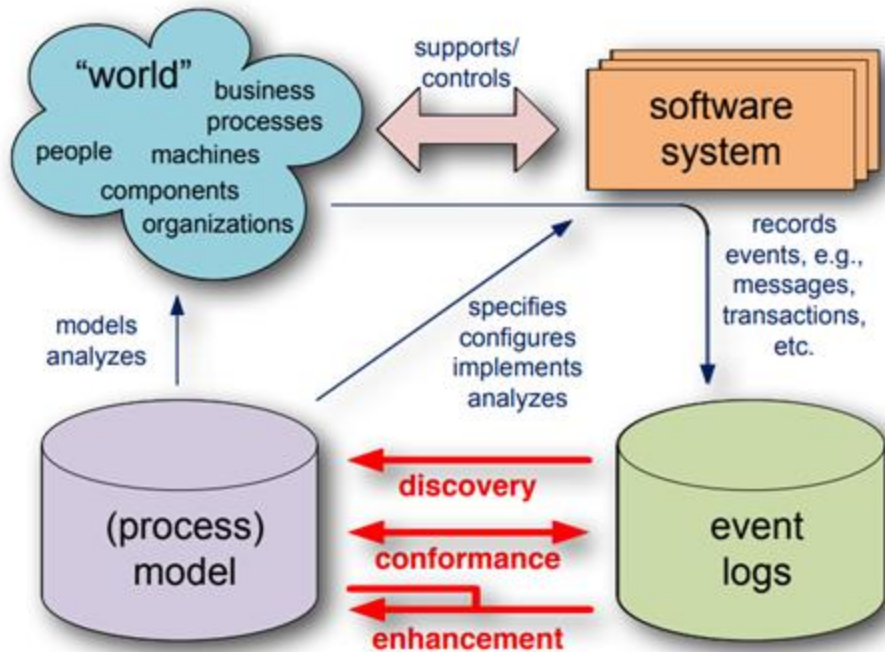 “world”
business
processes
people
machines
components
organizations
supports/
controls
software
system
records
events, e.g.,
messages,
transactions,
etc.
models
analyzes
specifies
configures
implements
analyzes
(process)
model
discovery
conformance
enhancement
event
logs